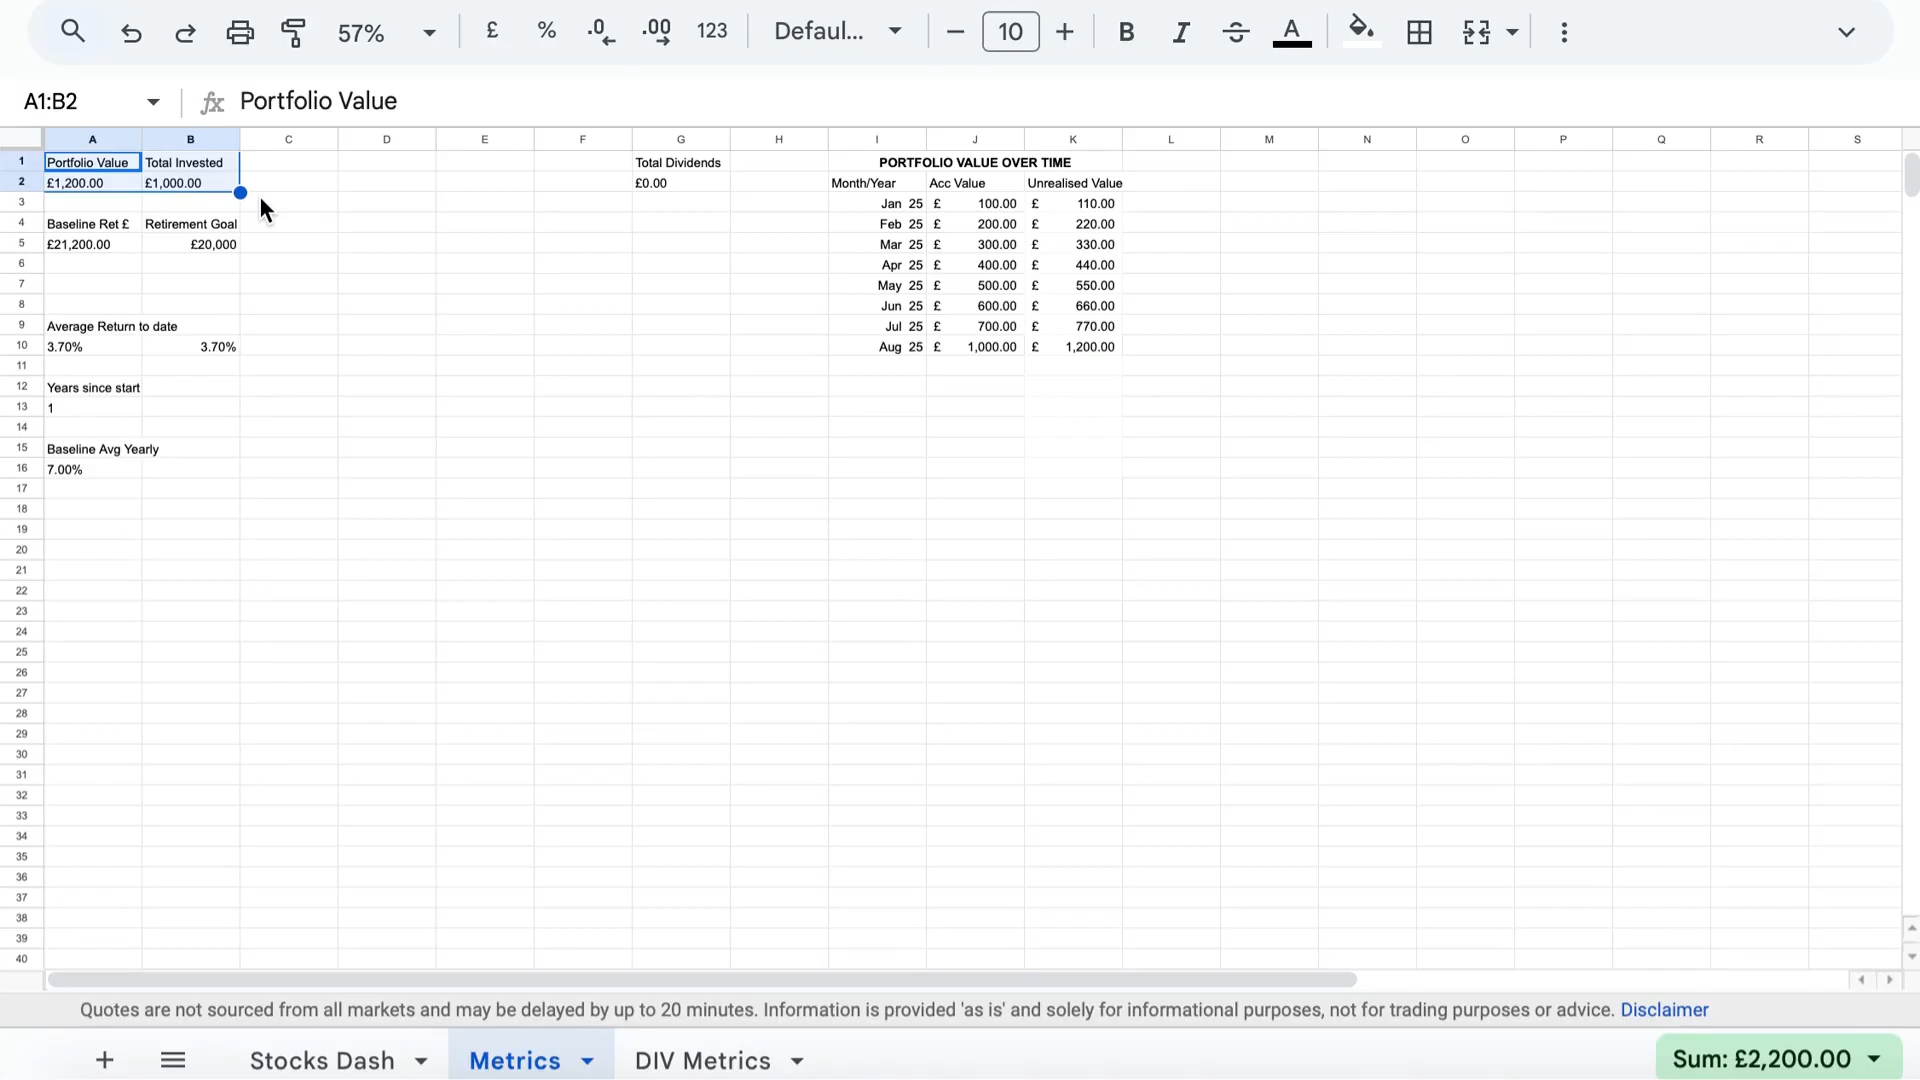 57% £ % .0 .00 123 Defaul... 10 B I S A
A1:B2 fx Portfolio Value
A B C D E F G H I J K L M N O P Q R S
1 Portfolio Value Total Invested Total Dividends PORTFOLIO VALUE OVER TIME
2 £1,200.00 £1,000.00 £0.00 Month/Year Acc Value Unrealised Value
3 Jan 25 £ 100.00 £ 110.00
4 Baseline Ret £ Retirement Goal Feb 25 £ 200.00 £ 220.00
5 £21,200.00 £20,000 Mar 25 £ 300.00 £ 330.00
6 Apr 25 £ 400.00 £ 440.00
7 May 25 £ 500.00 £ 550.00
8 Jun 25 £ 600.00 £ 660.00
9 Average Return to date Jul 25 £ 700.00 £ 770.00
10 3.70% 3.70% Aug 25 £ 1,000.00 £ 1,200.00
11
12 Years since start
13 1
14
15 Baseline Avg Yearly
16 7.00%
17
18
19
20
21
22
23
24
25
26
27
28
29
30
31
32
33
34
35
36
37
38
39
40
Quotes are not sourced from all markets and may be delayed by up to 20 minutes. Information is provided 'as is' and solely for informational purposes, not for trading purposes or advice. Disclaimer
Stocks Dash Metrics DIV Metrics Sum: £2,200.00